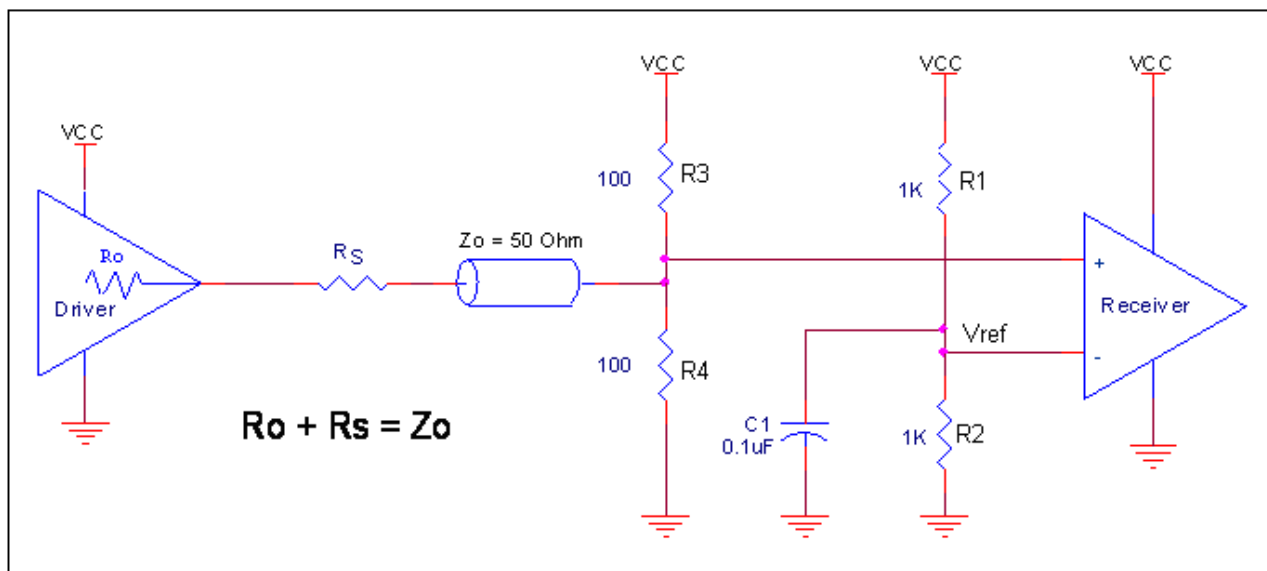 VCC
VCC
VCC
VCC
100
R3
1K
R1
Ro
RS
Zo = 50 Ohm
+
Driver
Receiver
Vref
-
100
R4
Ro + Rs = Zo
C1
0.1uF
1K
R2